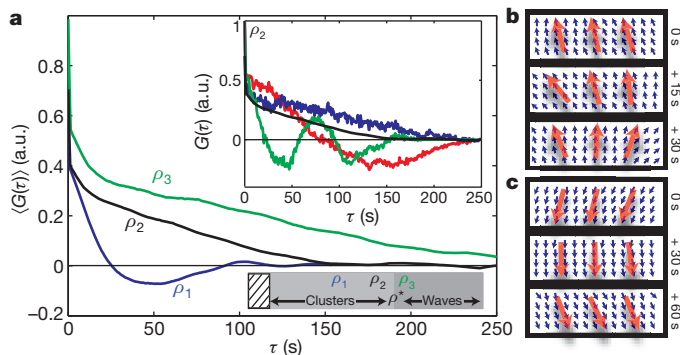 a
⟨G(τ)⟩ (a.u.)
0.8
0.6
0.4
0.2
0
−0.2
0
50
100
150
200
250
τ (s)
ρ3
ρ2
ρ1
ρ2
G(τ) (a.u.)
1
0.5
0
0 50 100 150 200 250
τ (s)
ρ1 ρ2 ρ3
Clusters ρ* Waves
b
0 s
+ 15 s
+ 30 s
c
0 s
+ 30 s
+ 60 s